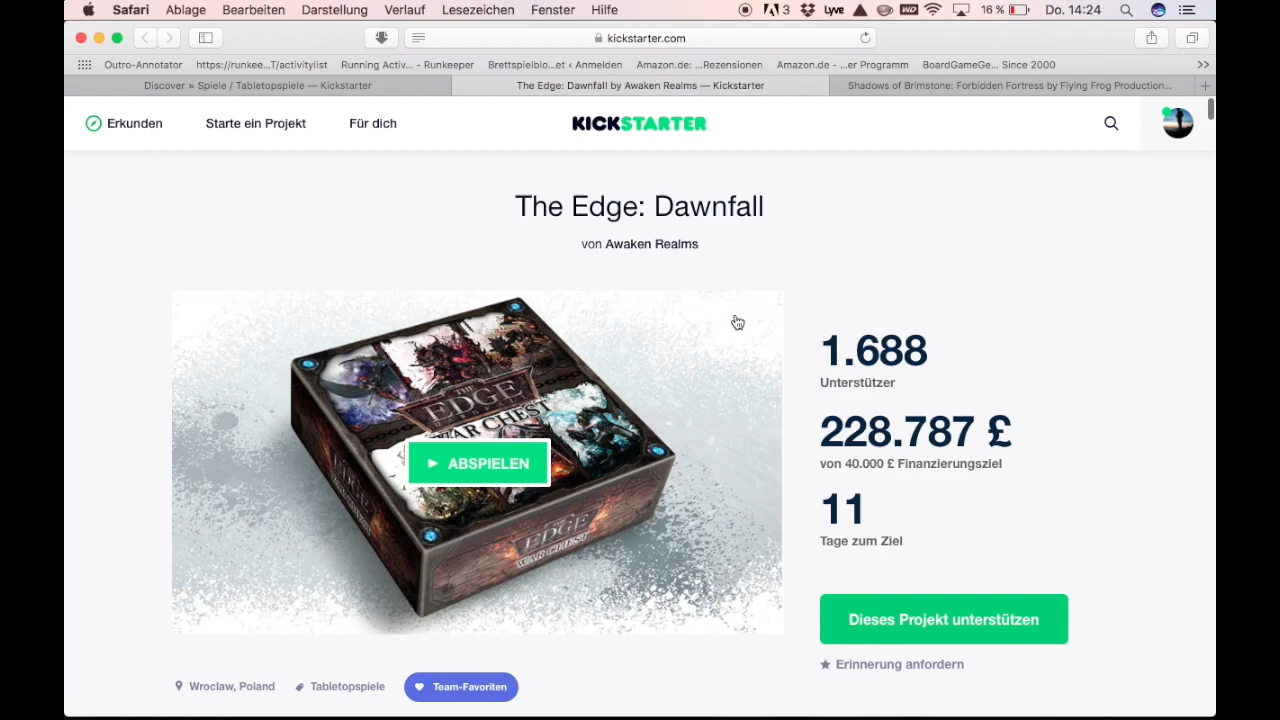 Safari Ablage Bearbeiten Darstellung Verlauf Lesezeichen Fenster Hilfe 3 Lyve WD 16 % Do. 14:24
kickstarter.com
Outro-Annotator https://runkee...T/activitylist Running Activ... - Runkeeper Brettspielblo...et ‹ Anmelden Amazon.de: ...Rezensionen Amazon.de - ...er Programm BoardGameGe... Since 2000
Discover » Spiele / Tabletopspiele — Kickstarter The Edge: Dawnfall by Awaken Realms — Kickstarter Shadows of Brimstone: Forbidden Fortress by Flying Frog Production...
Erkunden Starte ein Projekt Für dich KICKSTARTER
The Edge: Dawnfall
von Awaken Realms
THE
EDGE
WAR CHEST
ABSPIELEN
THE
EDGE
WAR CHEST
1.688
Unterstützer
228.787 £
von 40.000 £ Finanzierungsziel
11
Tage zum Ziel
Dieses Projekt unterstützen
Erinnerung anfordern
Wroclaw, Poland Tabletopspiele Team-Favoriten